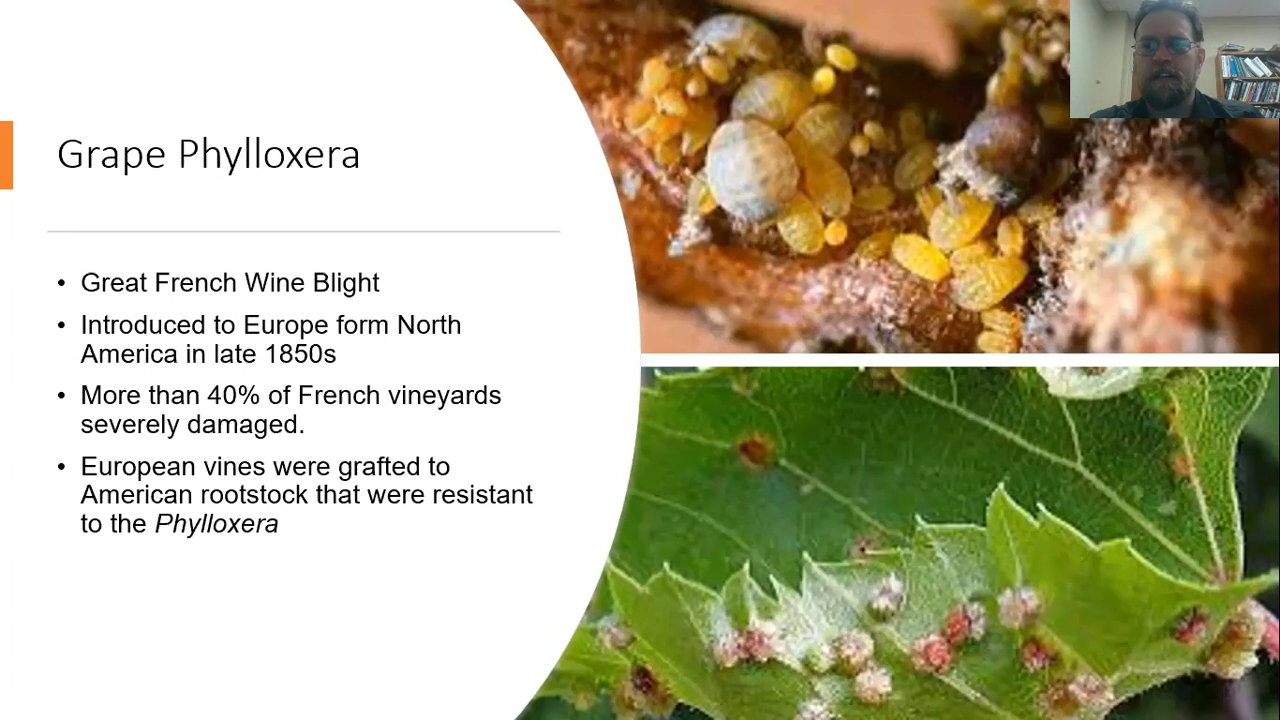 Grape Phylloxera
• Great French Wine Blight
• Introduced to Europe form North
America in late 1850s
• More than 40% of French vineyards
severely damaged.
• European vines were grafted to
American rootstock that were resistant
to the Phylloxera